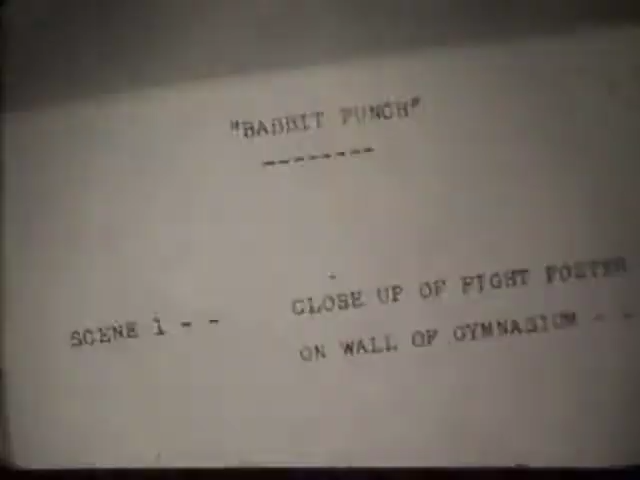 "RABBIT PUNCH"
SCENE 1 - -
CLOSE UP OF FIGHT POSTER
ON WALL OF GYMNASIUM - -